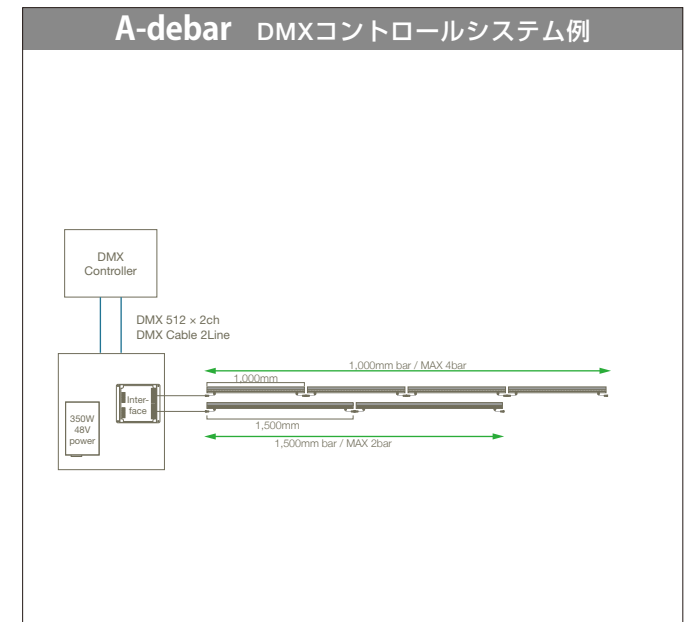 A-debar DMXコントロールシステム例
DMX
Controller
DMX 512 × 2ch
DMX Cable 2Line
350W
48V
power
Inter-
face
1,000mm bar / MAX 4bar
1,000mm
1,500mm
1,500mm bar / MAX 2bar